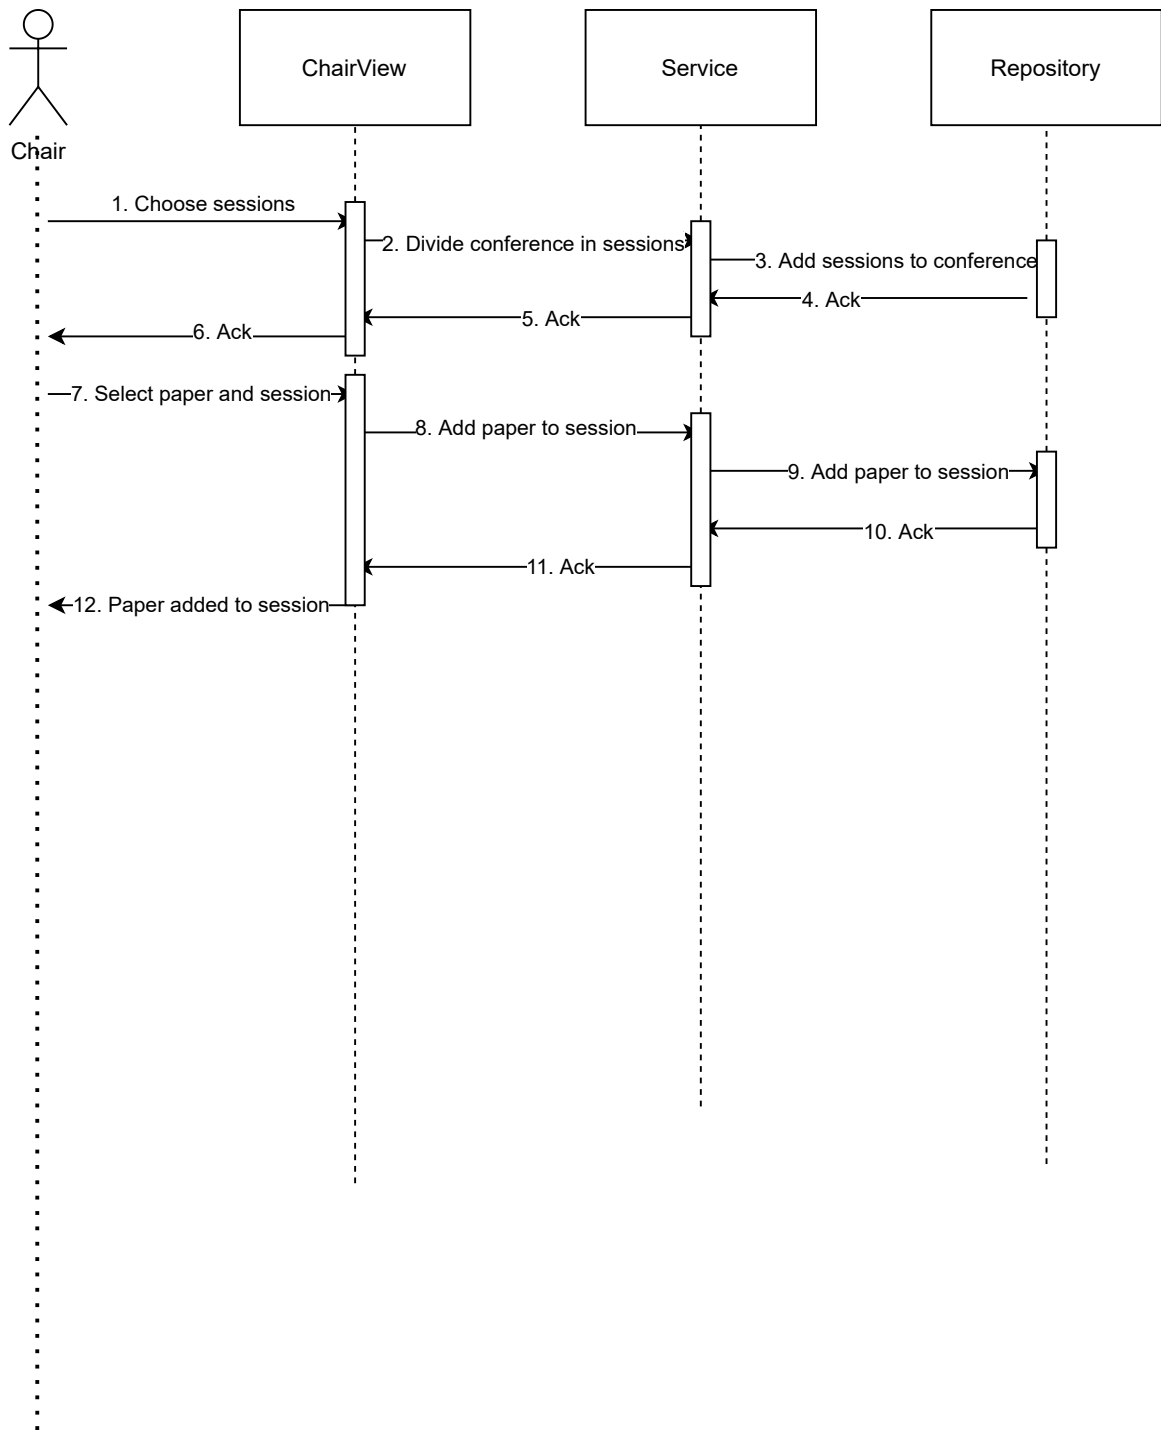 ChairView
Service
Repository
Chair
1. Choose sessions
2. Divide conference in sessions
3. Add sessions to conference
4. Ack
5. Ack
6. Ack
7. Select paper and session
8. Add paper to session
9. Add paper to session
10. Ack
11. Ack
12. Paper added to session